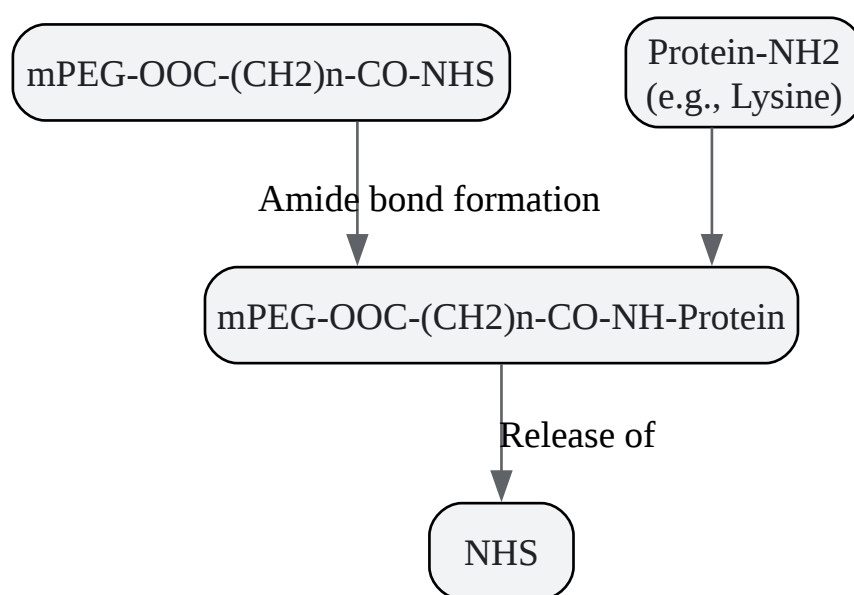 mPEG-OOC-(CH2)n-CO-NHS
Protein-NH2
(e.g., Lysine)
Amide bond formation
mPEG-OOC-(CH2)n-CO-NH-Protein
Release of
NHS